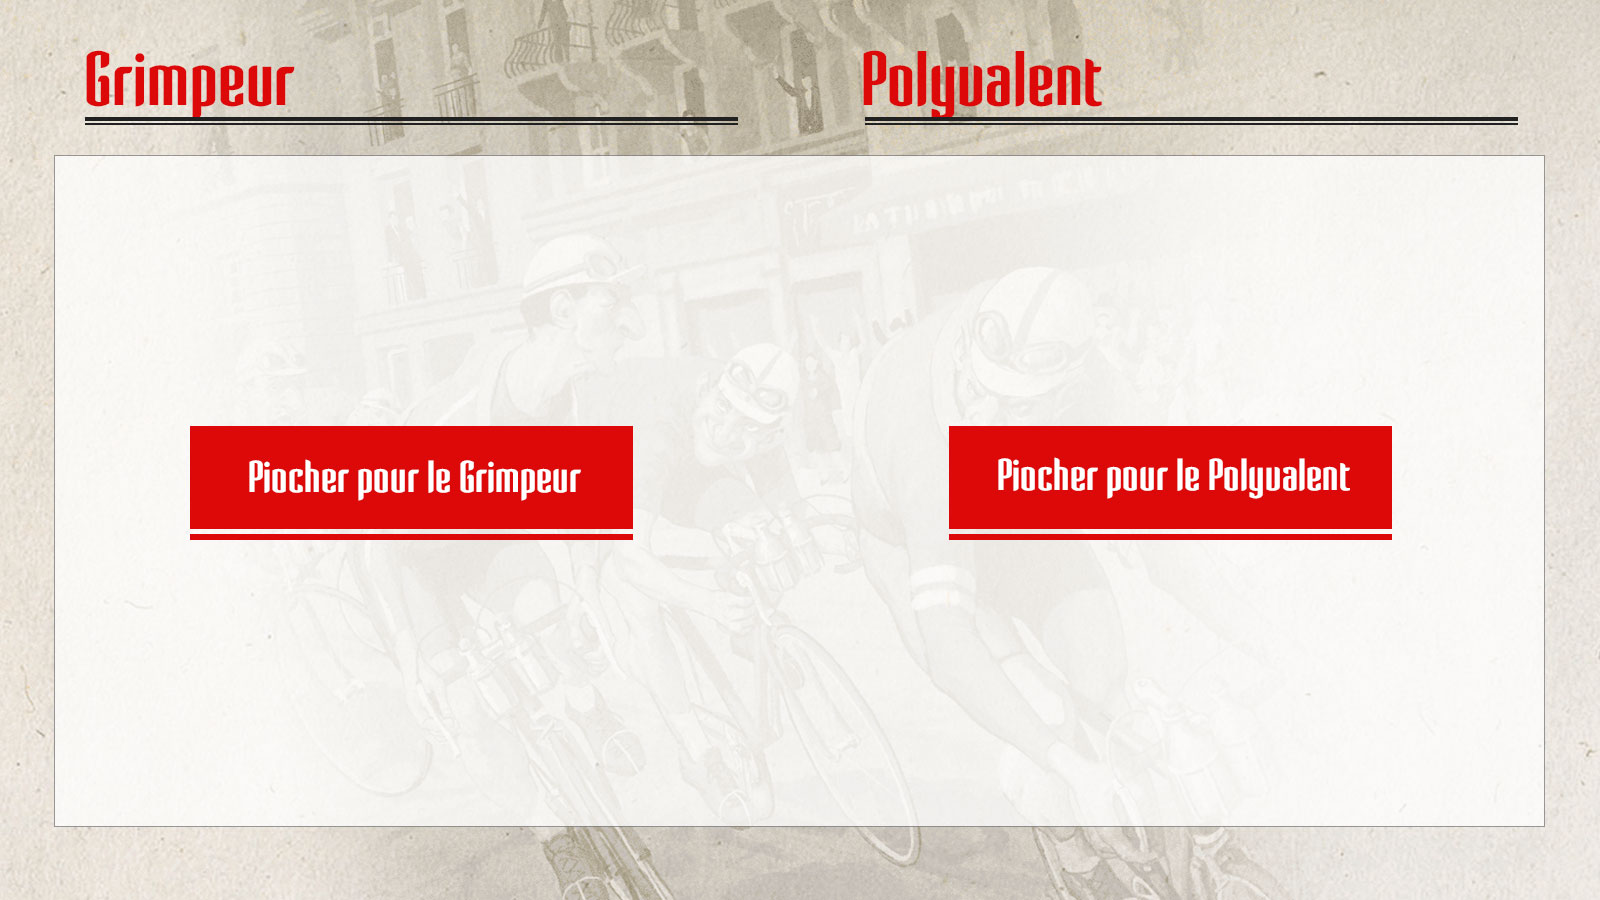 Grimpeur
Polyvalent
Piocher pour le Grimpeur
Piocher pour le Polyvalent